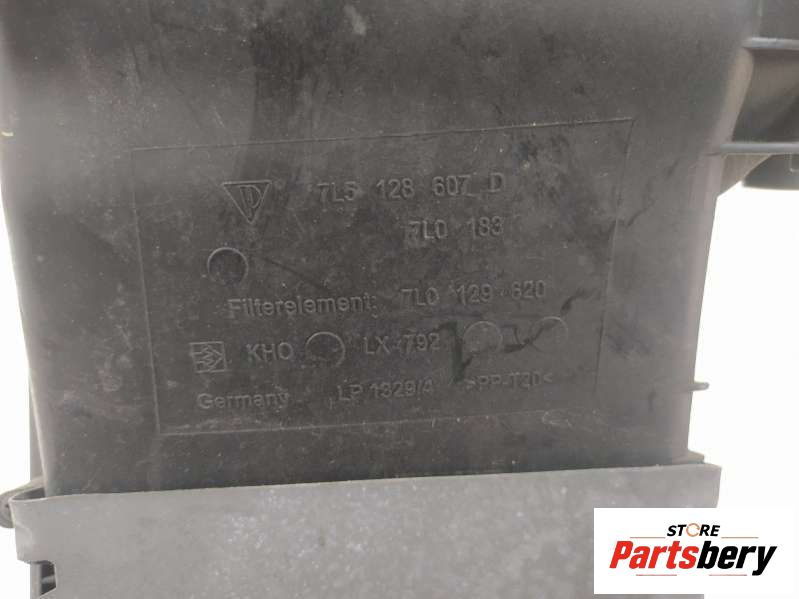 7L5 128 607 D
7L0 183
Filterelement: 7L0 129 620
KHO LX 792
Germany LP 1329/4 >PP-T20<
STORE
Partsbery